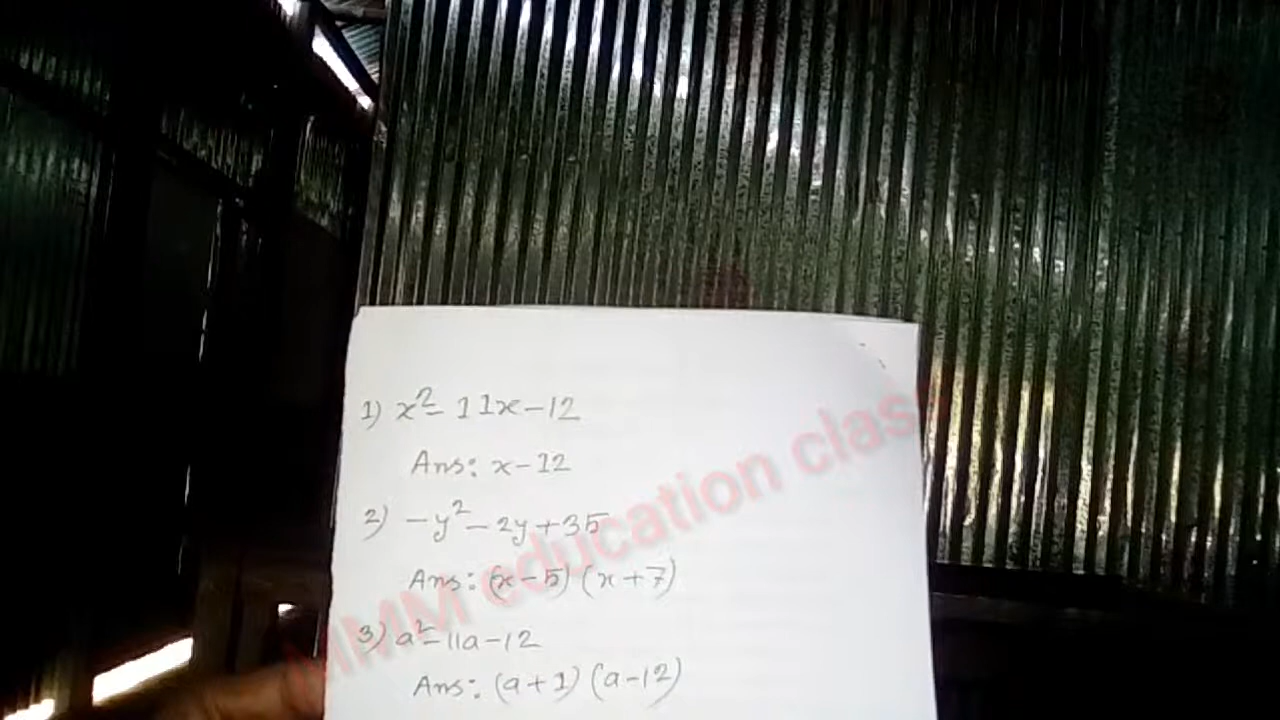 1) x² - 11x - 12
Ans: x - 12
2) -y² - 2y + 35
Ans: (x - 5) (x + 7)
3) a² - 11a - 12
Ans: (a + 1) (a - 12)
MMM education class